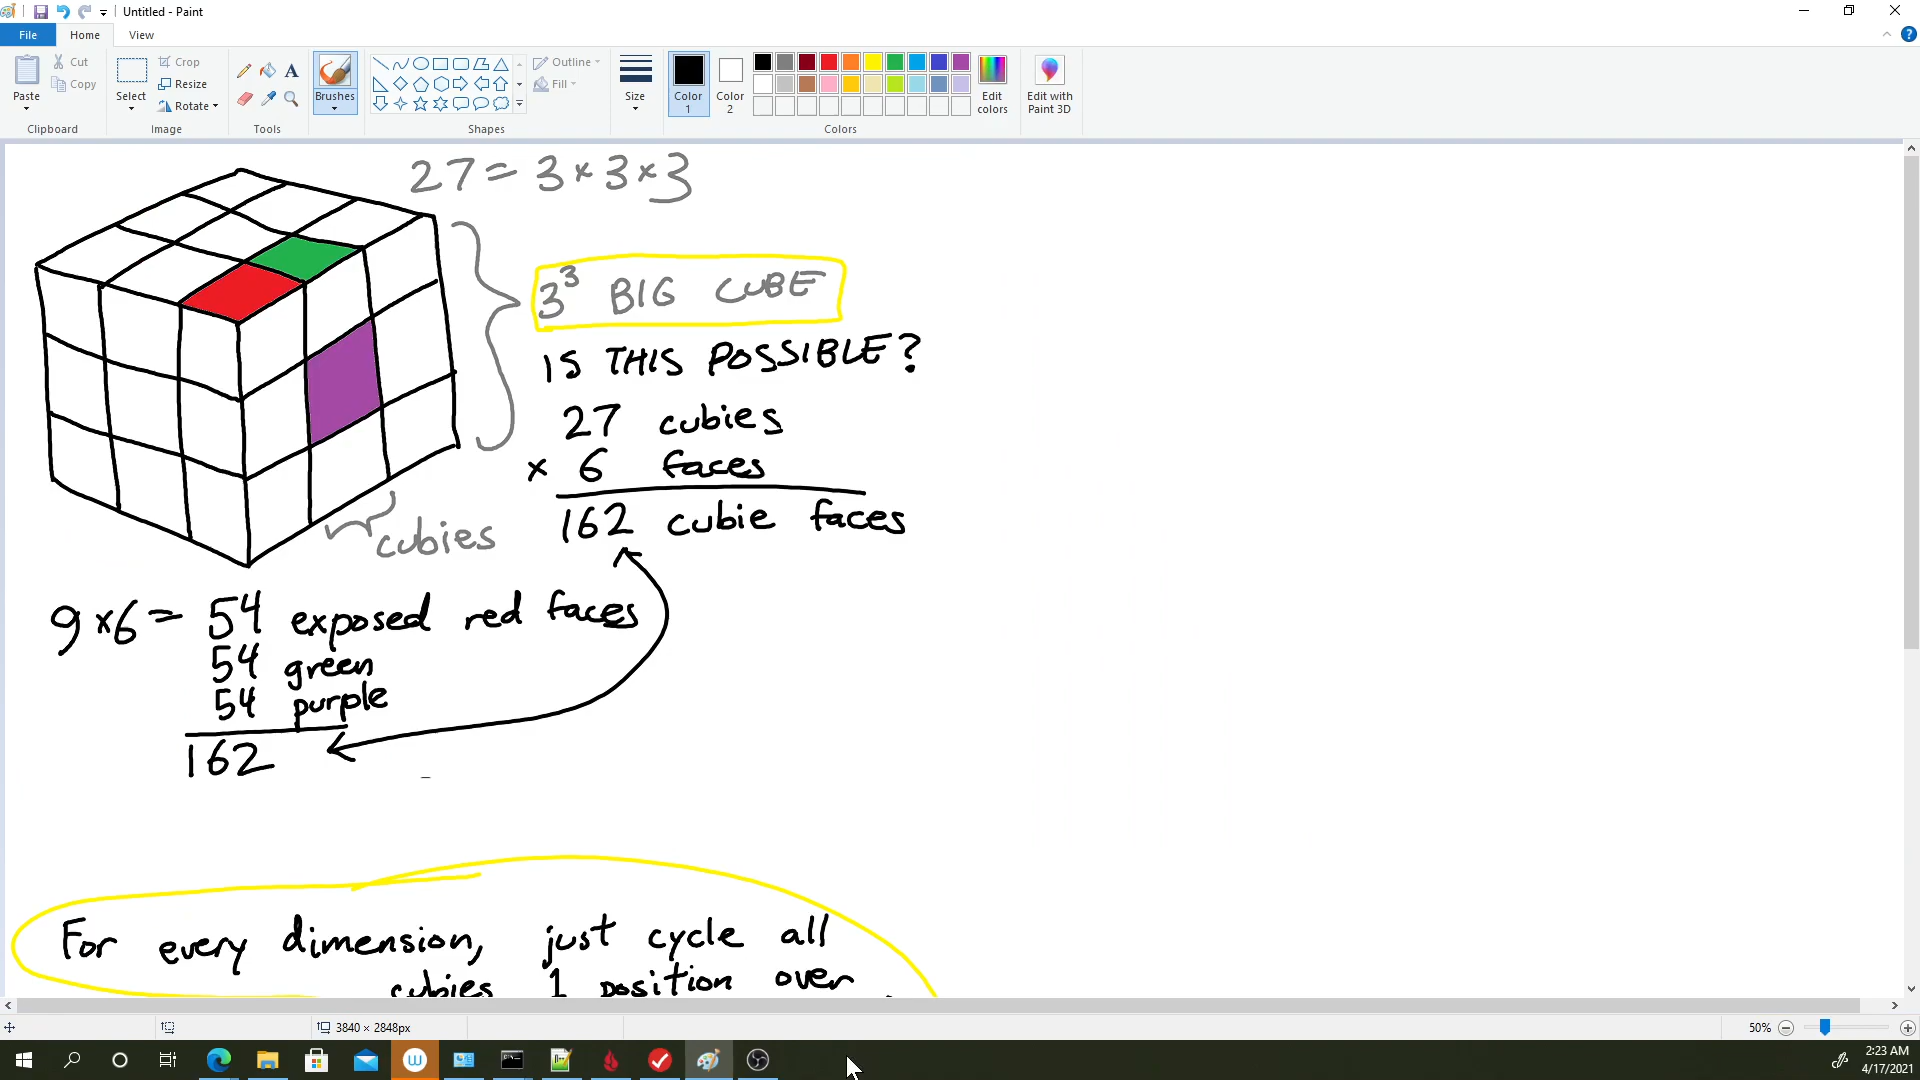 Untitled - Paint
File
Home
View
Paste
Cut
Copy
Clipboard
Select
Crop
Resize
Rotate
Image
Tools
Brushes
Shapes
Outline
Fill
Size
Color
1
Color
2
Colors
Edit
colors
Edit with
Paint 3D
27 = 3 × 3 × 3
3³ BIG CUBE
IS THIS POSSIBLE?
27 cubies
× 6 faces
162 cubie faces
cubies
9 × 6 = 54 exposed red faces
54 green
54 purple
162
For every dimension, just cycle all
cubies 1 position over
3840 × 2848px
50%
2:23 AM
4/17/2021